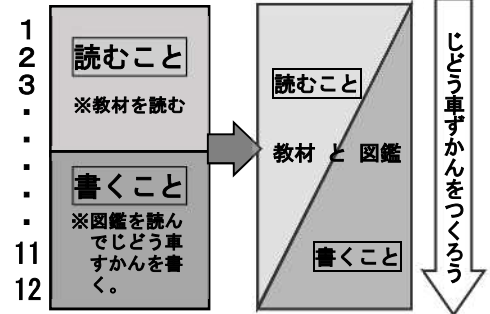 1
2
3
・
・
・
・
・
11
12
読むこと
※教材を読む
書くこと
※図鑑を読ん
でじどう車
すかんを書
く。
読むこと
教材 と 図鑑
書くこと
じどう車ずかんをつくろう